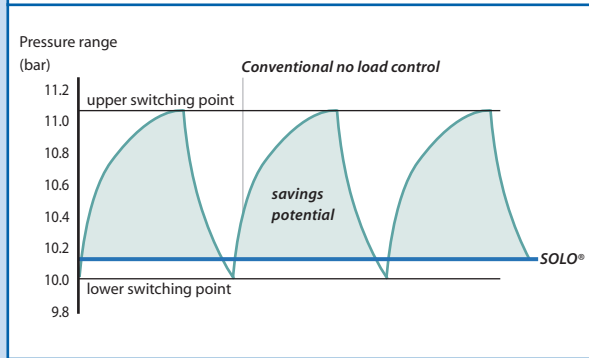 Pressure range
(bar)
Conventional no load control
11.2
upper switching point
11.0
10.8
10.6
savings
potential
10.4
10.2
SOLO®
10.0
lower switching point
9.8